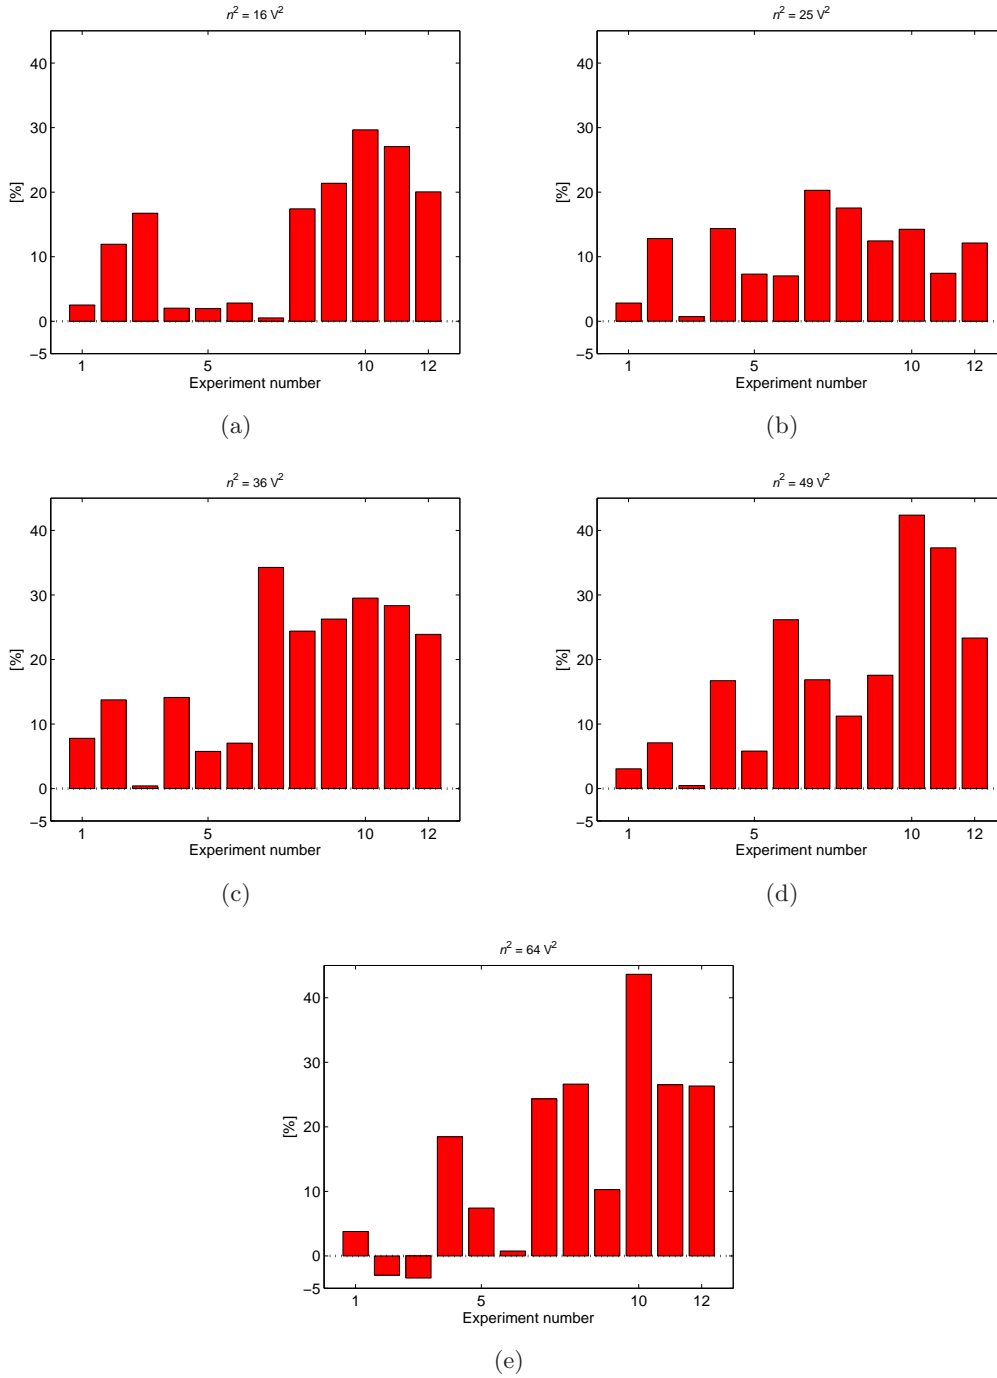 n² = 16 V²
40
30
20
10
0
−5
[%]
1 5 10 12
Experiment number
(a)
n² = 25 V²
40
30
20
10
0
−5
[%]
1 5 10 12
Experiment number
(b)
n² = 36 V²
40
30
20
10
0
−5
[%]
1 5 10 12
Experiment number
(c)
n² = 49 V²
40
30
20
10
0
−5
[%]
1 5 10 12
Experiment number
(d)
n² = 64 V²
40
30
20
10
0
−5
[%]
1 5 10 12
Experiment number
(e)